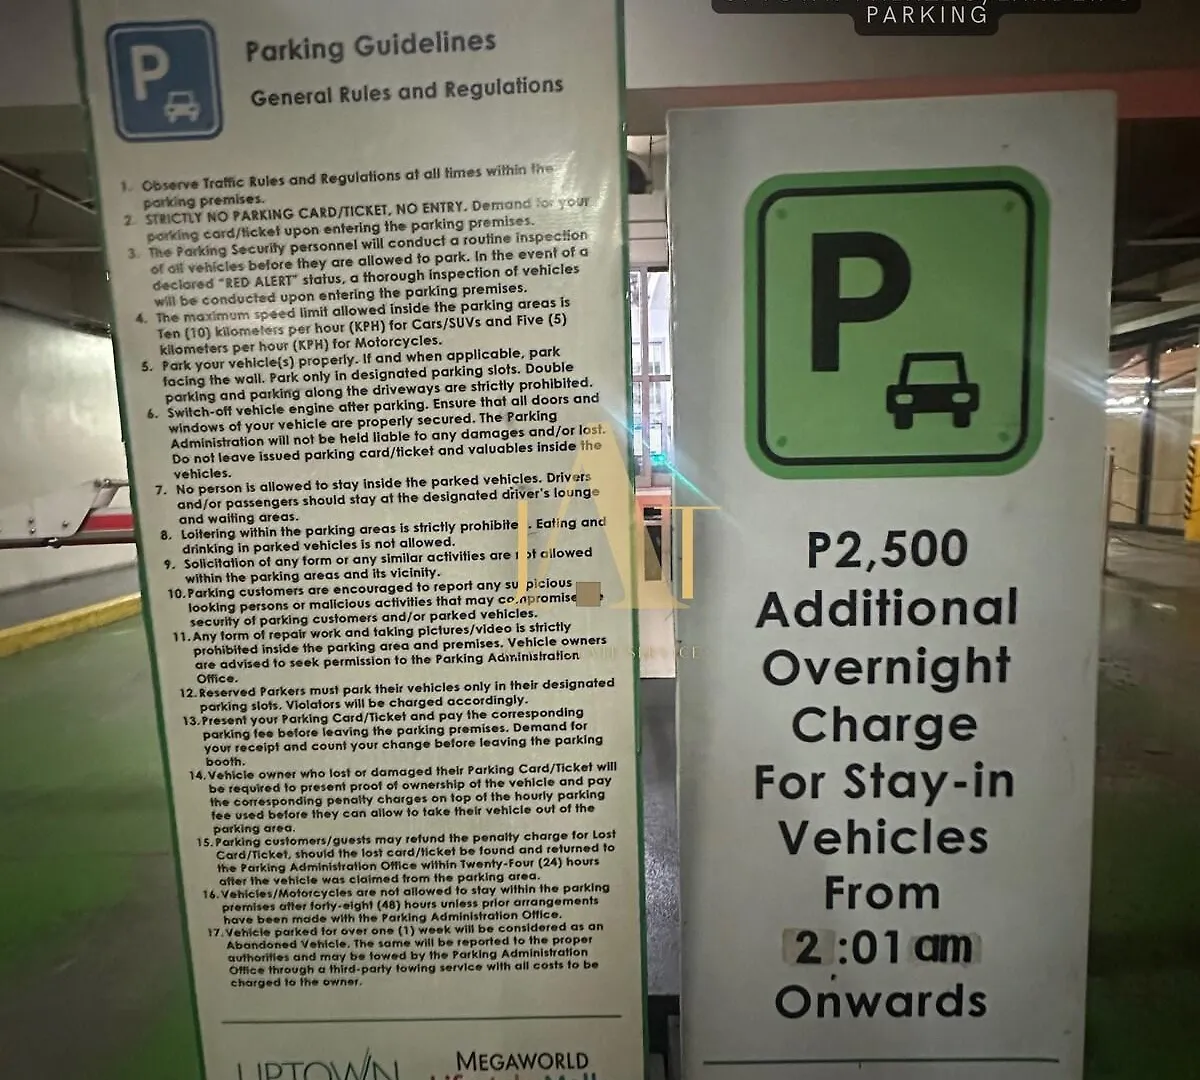 PARKING
Parking Guidelines
General Rules and Regulations
1. Observe Traffic Rules and Regulations at all times within the
parking premises.
2. STRICTLY NO PARKING CARD/TICKET, NO ENTRY. Demand for your
parking card/ticket upon entering the parking premises.
3. The Parking Security personnel will conduct a routine inspection
of all vehicles before they are allowed to park. In the event of a
declared "RED ALERT" status, a thorough inspection of vehicles
will be conducted upon entering the parking premises.
4. The maximum speed limit allowed inside the parking areas is
Ten (10) kilometers per hour (KPH) for Cars/SUVs and Five (5)
kilometers per hour (KPH) for Motorcycles.
5. Park your vehicle(s) properly. If and when applicable, park
facing the wall. Park only in designated parking slots. Double
parking and parking along the driveways are strictly prohibited.
6. Switch-off vehicle engine after parking. Ensure that all doors and
windows of your vehicle are properly secured. The Parking
Administration will not be held liable to any damages and/or lost.
Do not leave issued parking card/ticket and valuables inside the
vehicles.
7. No person is allowed to stay inside the parked vehicles. Drivers
and/or passengers should stay at the designated driver's lounge
and waiting areas.
8. Loitering within the parking areas is strictly prohibite . Eating and
drinking in parked vehicles is not allowed.
9. Solicitation of any form or any similar activities are not allowed
within the parking areas and its vicinity.
10. Parking customers are encouraged to report any suspicious
looking persons or malicious activities that may compromise
security of parking customers and/or parked vehicles.
11. Any form of repair work and taking pictures/video is strictly
prohibited inside the parking area and premises. Vehicle owners
are advised to seek permission to the Parking Administration
Office.
12. Reserved Parkers must park their vehicles only in their designated
parking slots. Violators will be charged accordingly.
13. Present your Parking Card/Ticket and pay the corresponding
parking fee before leaving the parking premises. Demand for
your receipt and count your change before leaving the parking
booth.
14. Vehicle owner who lost or damaged their Parking Card/Ticket will
be required to present proof of ownership of the vehicle and pay
the corresponding penalty charges on top of the hourly parking
fee used before they can allow to take their vehicle out of the
parking area.
15. Parking customers/guests may refund the penalty charge for Lost
Card/Ticket, should the lost card/ticket be found and returned to
the Parking Administration Office within Twenty-Four (24) hours
after the vehicle was claimed from the parking area.
16. Vehicles/Motorcycles are not allowed to stay within the parking
premises after forty-eight (48) hours unless prior arrangements
have been made with the Parking Administration Office.
17. Vehicle parked for over one (1) week will be considered as an
Abandoned Vehicle. The same will be reported to the proper
authorities and may be towed by the Parking Administration
Office through a third-party towing service with all costs to be
charged to the owner.
UPTOWN
MEGAWORLD
P
P2,500
Additional
Overnight
Charge
For Stay-in
Vehicles
From
2:01 am
Onwards